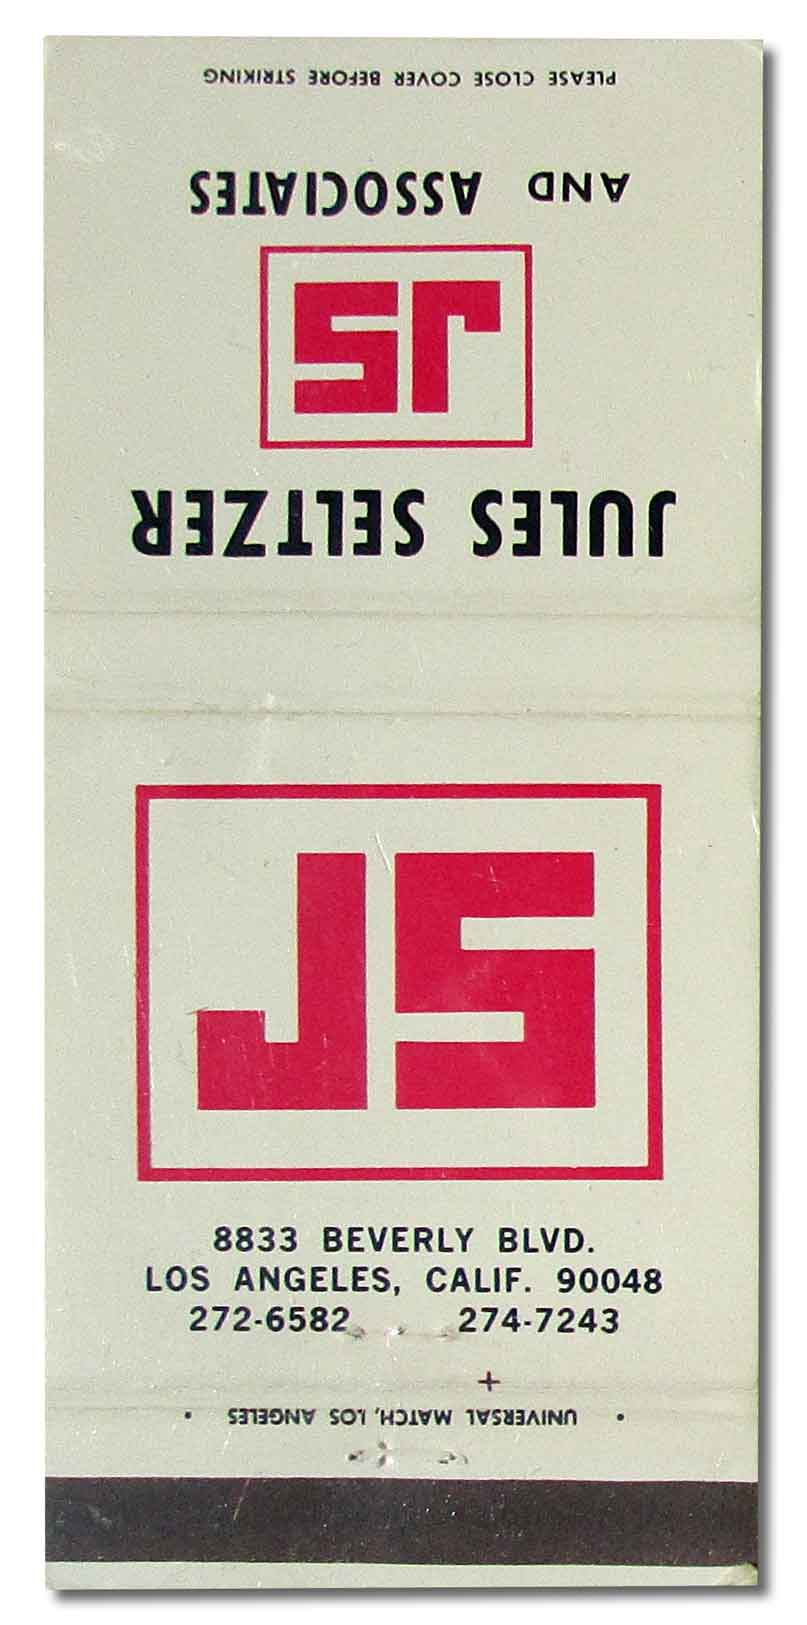 PLEASE CLOSE COVER BEFORE STRIKING
AND ASSOCIATES
JS
JULES SELTZER
JS
8833 BEVERLY BLVD.
LOS ANGELES, CALIF. 90048
272-6582 274-7243
+
• UNIVERSAL MATCH, LOS ANGELES •